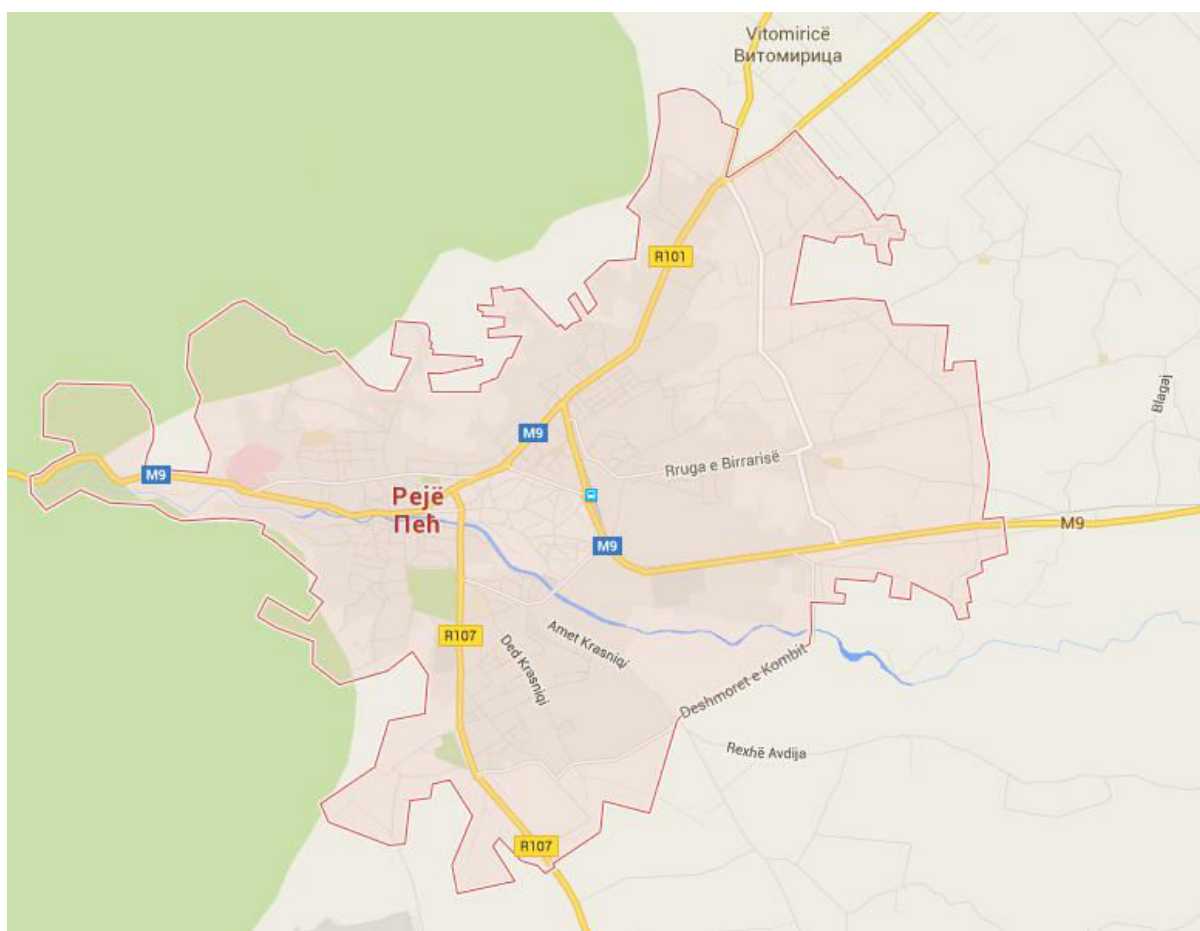 Vitomiricë
Витомирица
R101
Blagaj
M9
Rruga e Birrarisë
M9
Pejë
Пећ
M9
M9
R107
Amet Krasniqi
Ded Krasniqi
Deshmoret e Kombit
Rexhë Avdija
R107